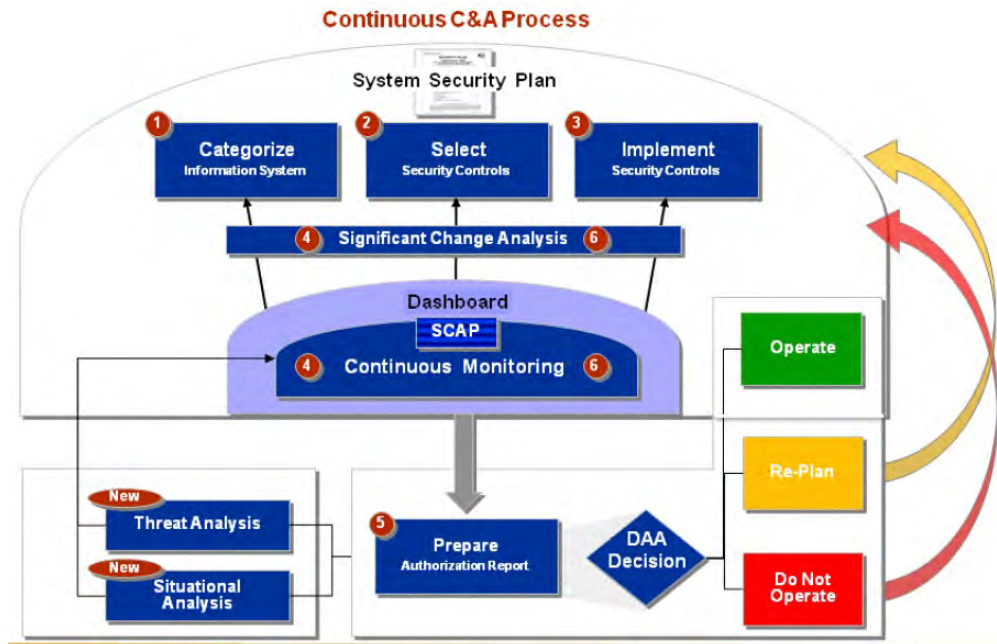 Continuous C&A Process
System Security Plan
1
Categorize
Information System
2
Select
Security Controls
3
Implement
Security Controls
4
Significant Change Analysis
6
Dashboard
SCAP
4
Continuous Monitoring
6
Operate
Re-Plan
Do Not
Operate
New
Threat Analysis
New
Situational
Analysis
5
Prepare
Authorization Report
DAA
Decision